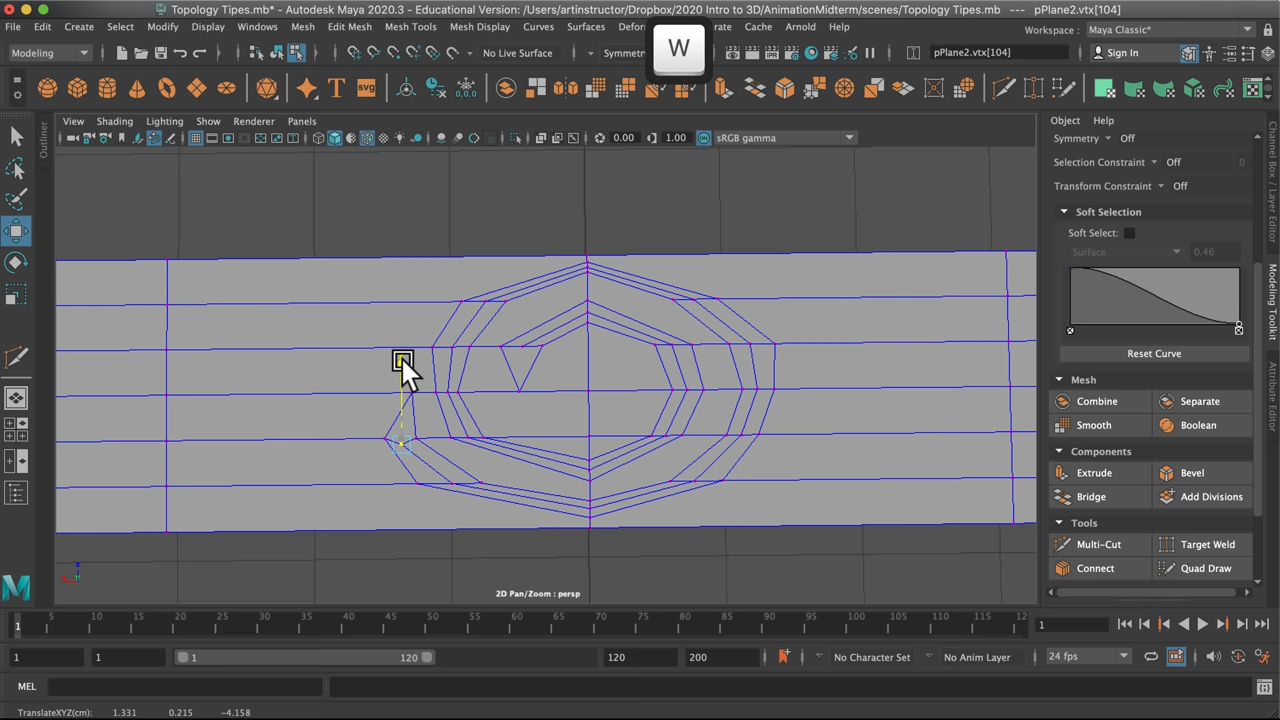 Topology Tipes.mb* - Autodesk Maya 2020.3 - Educational Version: /Users/artinstructor/Dropbox/2020 Intro to 3D/AnimationMidterm/scenes/Topology Tipes.mb --- pPlane2.vtx[104]
File Edit Create Select Modify Display Windows Mesh Edit Mesh Mesh Tools Mesh Display Curves Surfaces Cache Arnold Help
Workspace : Maya Classic*
W
Modeling No Live Surface pPlane2.vtx[104] Sign In
SVG
View Shading Lighting Show Renderer Panels
0.00 1.00 sRGB gamma
Outliner
Object Help
Symmetry Off
Selection Constraint Off 0
Transform Constraint Off
Soft Selection
Soft Select:
Surface 0.46
Reset Curve
Mesh
Combine Separate
Smooth Boolean
Components
Extrude Bevel
Bridge Add Divisions
Tools
Multi-Cut Target Weld
Connect Quad Draw
Channel Box / Layer Editor
Modeling Toolkit
Attribute Editor
z
x
2D Pan/Zoom : persp
1 5 10 15 20 25 30 35 40 45 50 55 60 65 70 75 80 85 90 95 100 105 110 115 12 1
1 1 1 120 120 200 No Character Set No Anim Layer 24 fps
MEL
TranslateXYZ(cm): 1.331 0.215 -4.158